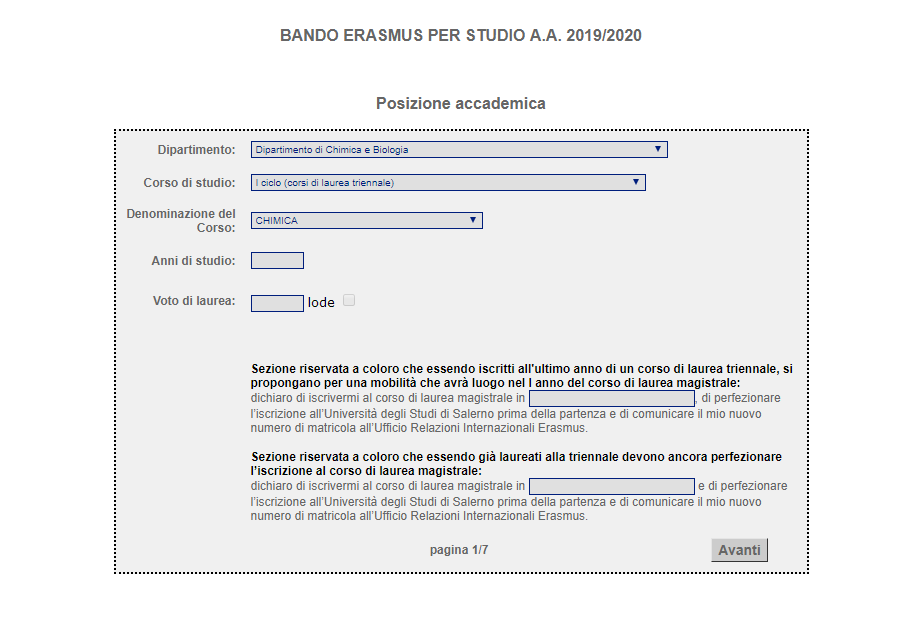 BANDO ERASMUS PER STUDIO A.A. 2019/2020
Posizione accademica
Dipartimento: Dipartimento di Chimica e Biologia
Corso di studio: I ciclo (corsi di laurea triennale)
Denominazione del
Corso: CHIMICA
Anni di studio:
Voto di laurea: lode
Sezione riservata a coloro che essendo iscritti all'ultimo anno di un corso di laurea triennale, si
propongano per una mobilità che avrà luogo nel I anno del corso di laurea magistrale:
dichiaro di iscrivermi al corso di laurea magistrale in , di perfezionare
l'iscrizione all'Università degli Studi di Salerno prima della partenza e di comunicare il mio nuovo
numero di matricola all'Ufficio Relazioni Internazionali Erasmus.
Sezione riservata a coloro che essendo già laureati alla triennale devono ancora perfezionare
l'iscrizione al corso di laurea magistrale:
dichiaro di iscrivermi al corso di laurea magistrale in e di perfezionare
l'iscrizione all'Università degli Studi di Salerno prima della partenza e di comunicare il mio nuovo
numero di matricola all'Ufficio Relazioni Internazionali Erasmus.
pagina 1/7
Avanti